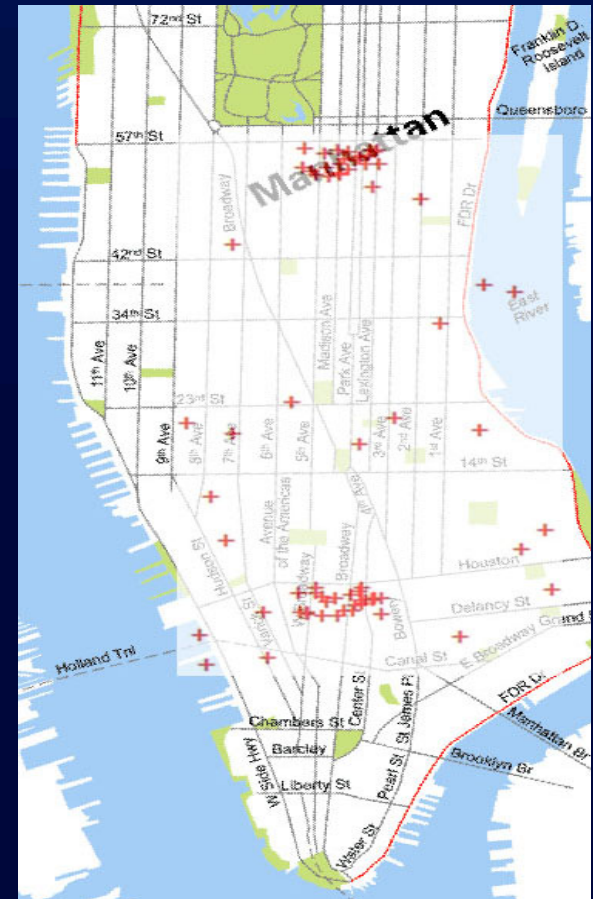 72nd St
Franklin D.
Roosevelt
Island
Queensboro
57th St
Manhattan
Broadway
FDR Dr
42nd St
East
River
34th St
11th Ave
10th Ave
9th Ave
Madison Ave
Park Ave
Lexington Ave
23rd St
8th Ave
7th Ave
6th Ave
5th Ave
3rd Ave
2nd Ave
1st Ave
14th St
4th Ave
Avenue
of the Americas
Hudson St
W Broadway
Broadway
Houston
Varick St
Bowery
Delancy St
E Broadway
Grand
Canal St
Holland Tnl
FDR Dr
Center St
St James Pl
Manhattan Br
Chambers St
Barclay
Brooklyn Br
W Side Hwy
Liberty St
Pearl St
Water St